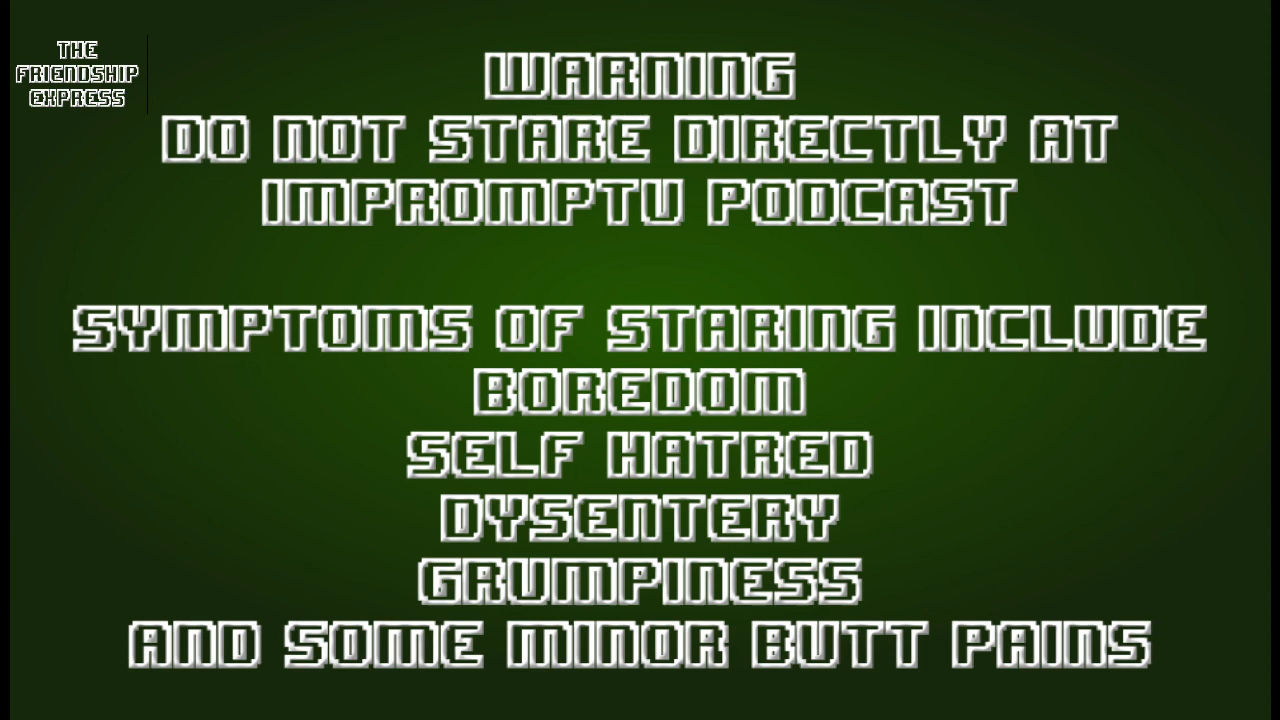 THE
FRIENDSHIP
EXPRESS
WARNING
DO NOT STARE DIRECTLY AT
IMPROMPTU PODCAST
SYMPTOMS OF STARING INCLUDE
BOREDOM
SELF HATRED
DYSENTERY
GRUMPINESS
AND SOME MINOR BUTT PAINS